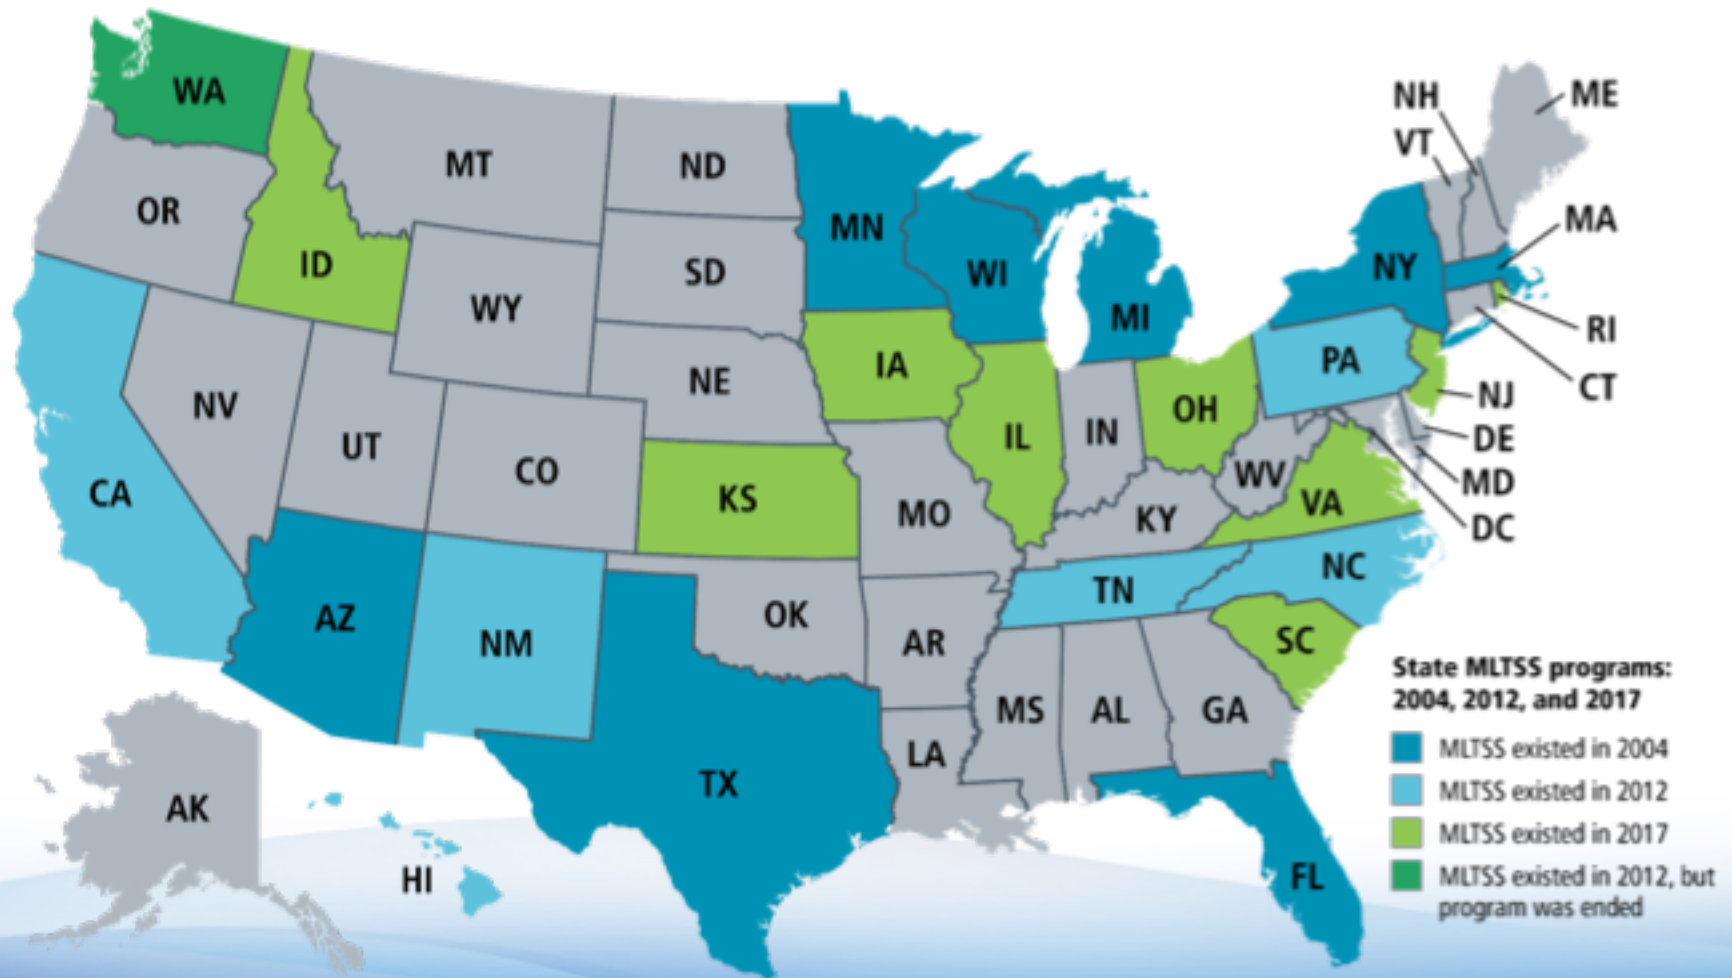 WA
MT
ND
MN
NH
ME
VT
OR
ID
SD
WI
MI
NY
MA
WY
RI
IA
PA
NE
NV
UT
CO
IL
IN
OH
NJ
CT
DE
CA
KS
MO
KY
WV
VA
MD
DC
AZ
NM
OK
AR
TN
NC
SC
MS
AL
GA
LA
TX
AK
HI
FL
State MLTSS programs:
2004, 2012, and 2017
MLTSS existed in 2004
MLTSS existed in 2012
MLTSS existed in 2017
MLTSS existed in 2012, but
program was ended